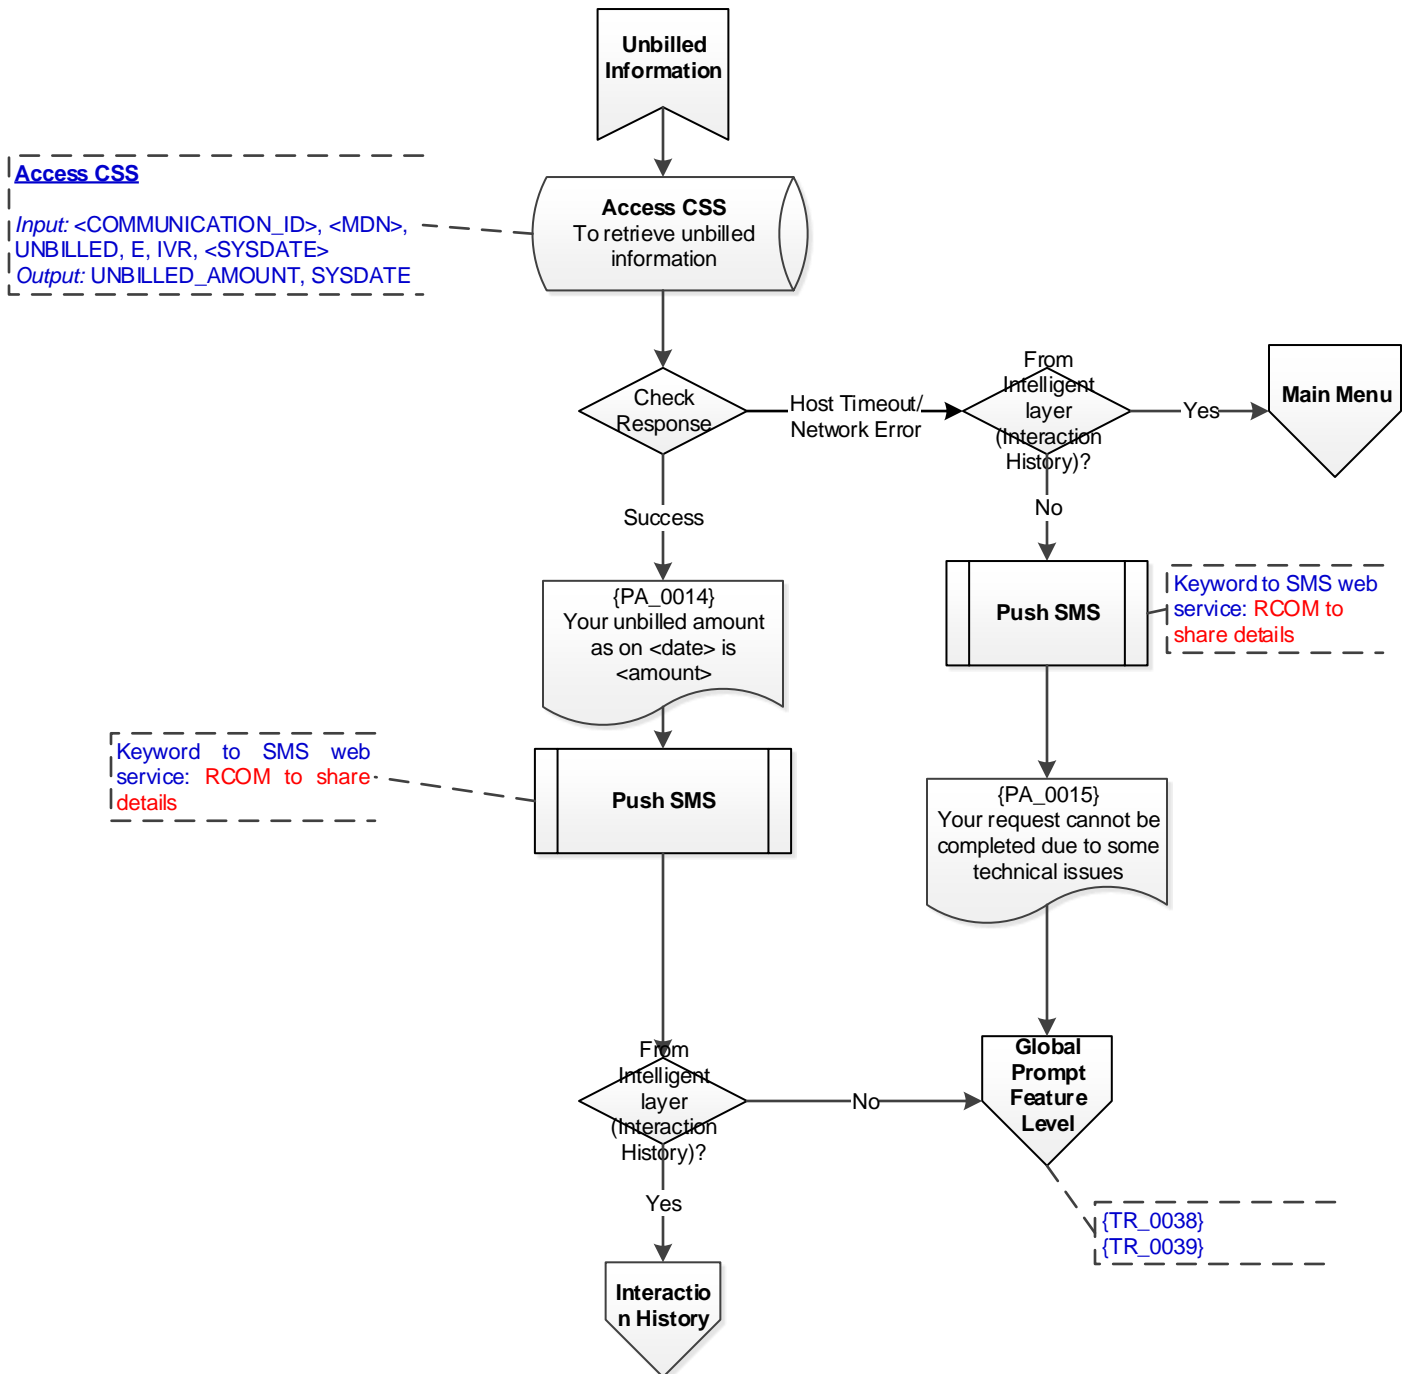 Unbilled
Information
Access CSS
Input: <COMMUNICATION_ID>, <MDN>,
UNBILLED, E, IVR, <SYSDATE>
Output: UNBILLED_AMOUNT, SYSDATE
Access CSS
To retrieve unbilled
information
Check
Response
Host Timeout/
Network Error
From
Intelligent
layer
(Interaction
History)?
Yes
Main Menu
No
Success
Push SMS
Keyword to SMS web
service: RCOM to
share details
{PA_0014}
Your unbilled amount
as on <date> is
<amount>
Keyword to SMS web
service: RCOM to share
details
Push SMS
{PA_0015}
Your request cannot be
completed due to some
technical issues
From
Intelligent
layer
(Interaction
History)?
No
Global
Prompt
Feature
Level
Yes
{TR_0038}
{TR_0039}
Interactio
n History